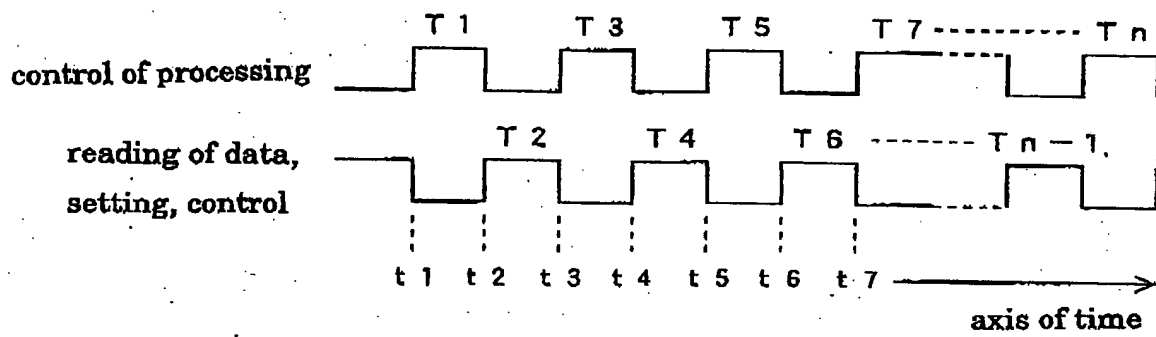 T 1 T 3 T 5 T 7 ---------- T n
control of processing
T 2 T 4 T 6 -------- T n - 1.
reading of data,
setting, control
t 1 t 2 t 3 t 4 t 5 t 6 t 7
axis of time